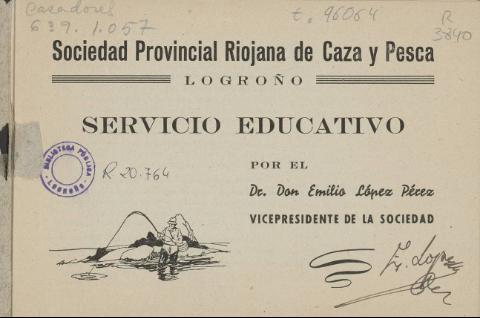 Cazadores
639.1.057
t. 96064
R
3840
Sociedad Provincial Riojana de Caza y Pesca
LOGROÑO
SERVICIO EDUCATIVO
BIBLIOTECA PÚBLICA
Logroño
R 20.764
POR EL
Dr. Don Emilio López Pérez
VICEPRESIDENTE DE LA SOCIEDAD